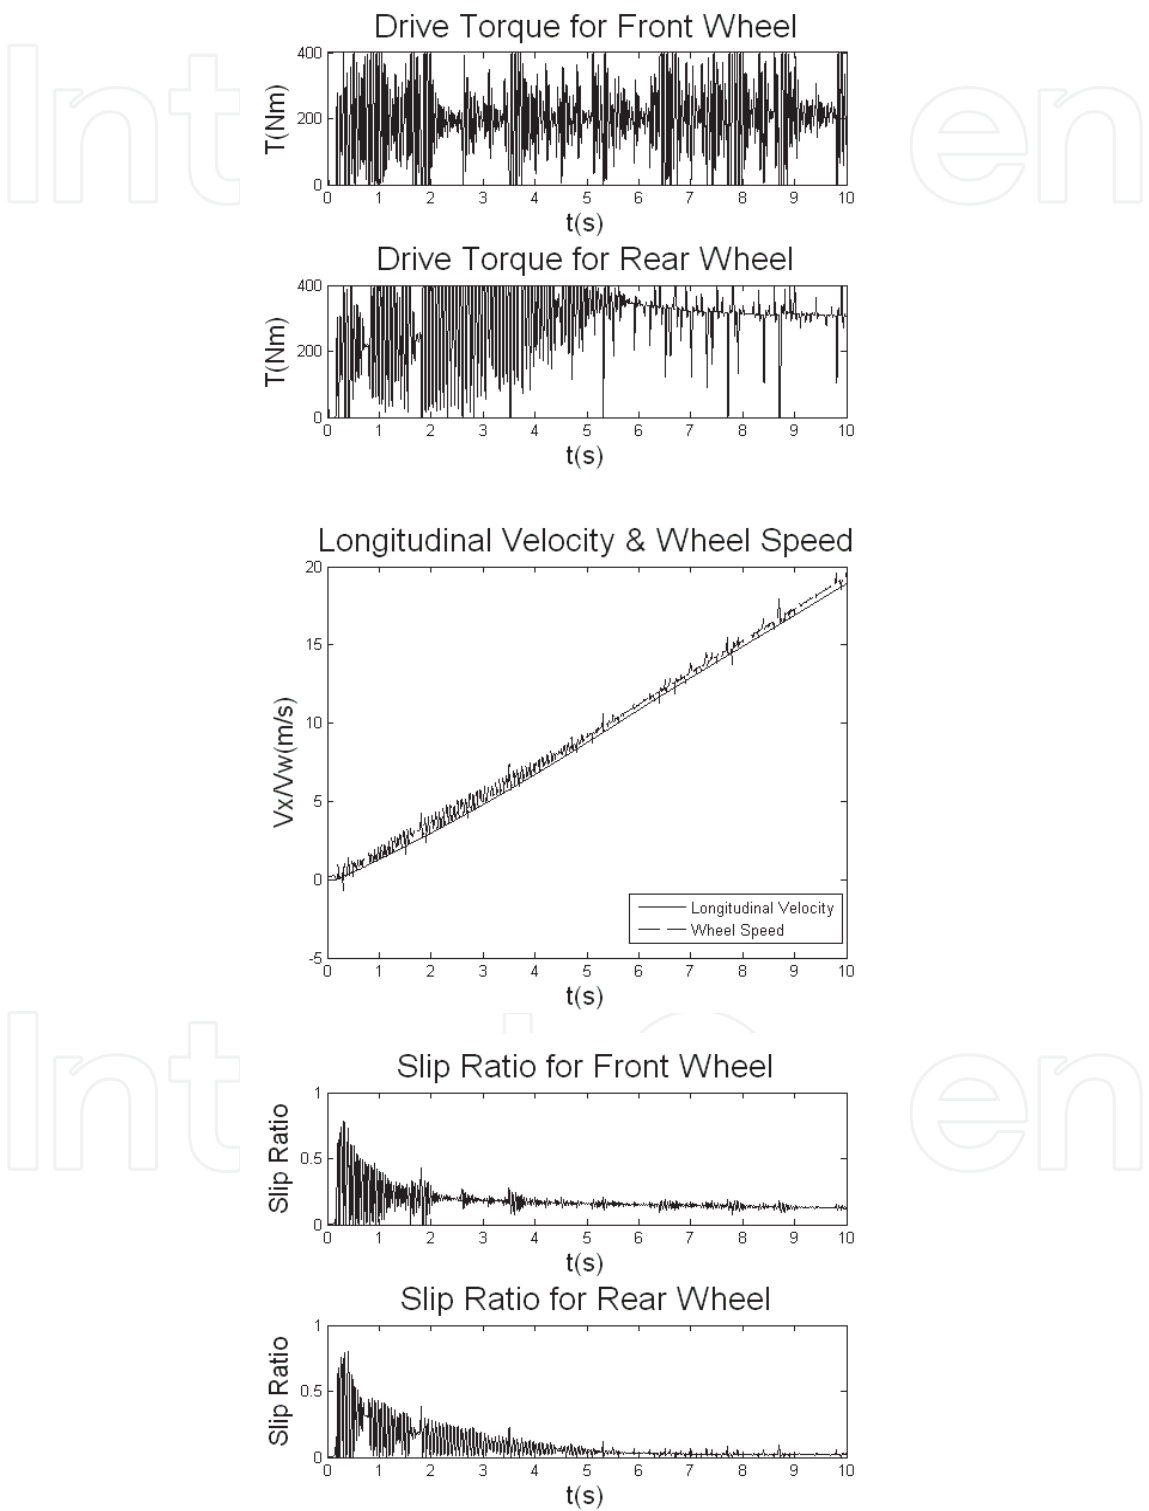 Drive Torque for Front Wheel
400
200
0
T(Nm)
0 1 2 3 4 5 6 7 8 9 10
t(s)
Drive Torque for Rear Wheel
400
200
0
T(Nm)
0 1 2 3 4 5 6 7 8 9 10
t(s)
Longitudinal Velocity & Wheel Speed
20
15
10
5
0
-5
Vx/Vw(m/s)
Longitudinal Velocity
Wheel Speed
0 1 2 3 4 5 6 7 8 9 10
t(s)
Int en
Slip Ratio for Front Wheel
1
0.5
0
Slip Ratio
0 1 2 3 4 5 6 7 8 9 10
t(s)
Slip Ratio for Rear Wheel
1
0.5
0
Slip Ratio
0 1 2 3 4 5 6 7 8 9 10
t(s)